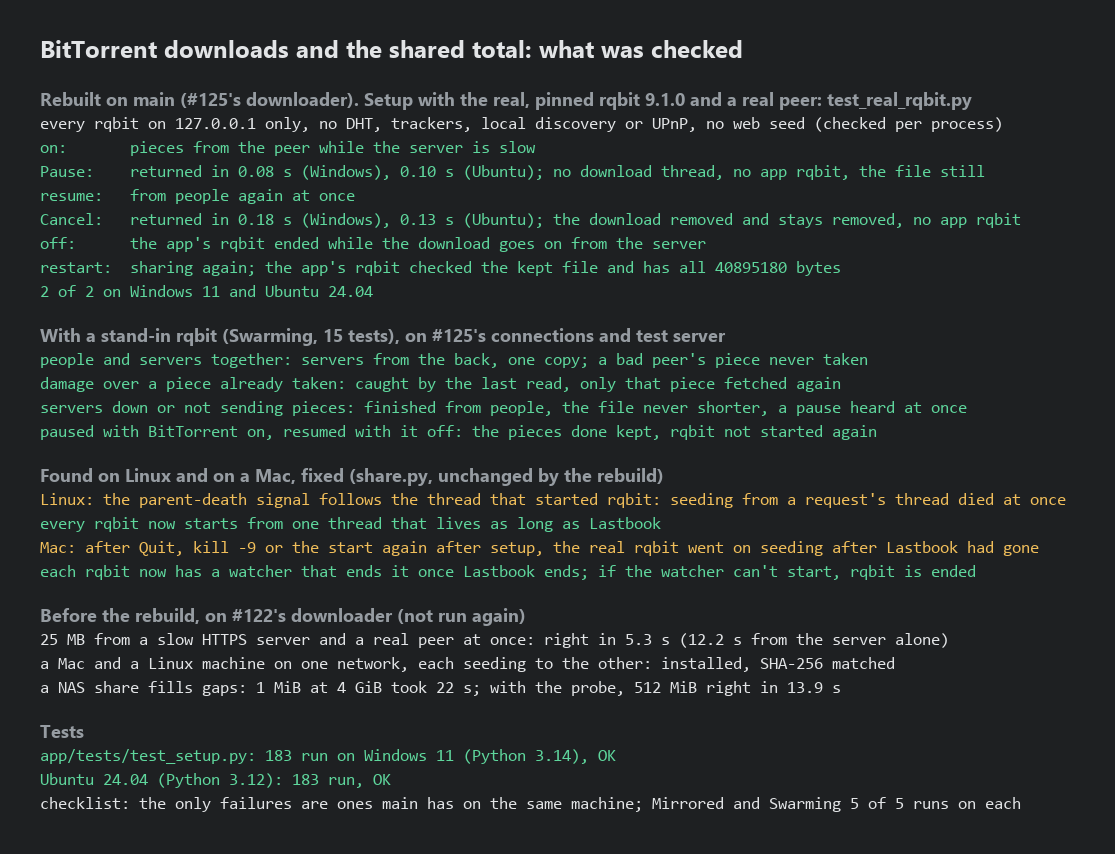 BitTorrent downloads and the shared total: what was checked
Rebuilt on main (#125's downloader). Setup with the real, pinned rqbit 9.1.0 and a real peer: test_real_rqbit.py
every rqbit on 127.0.0.1 only, no DHT, trackers, local discovery or UPnP, no web seed (checked per process)
on: pieces from the peer while the server is slow
Pause: returned in 0.08 s (Windows), 0.10 s (Ubuntu); no download thread, no app rqbit, the file still
resume: from people again at once
Cancel: returned in 0.18 s (Windows), 0.13 s (Ubuntu); the download removed and stays removed, no app rqbit
off: the app's rqbit ended while the download goes on from the server
restart: sharing again; the app's rqbit checked the kept file and has all 40895180 bytes
2 of 2 on Windows 11 and Ubuntu 24.04
With a stand-in rqbit (Swarming, 15 tests), on #125's connections and test server
people and servers together: servers from the back, one copy; a bad peer's piece never taken
damage over a piece already taken: caught by the last read, only that piece fetched again
servers down or not sending pieces: finished from people, the file never shorter, a pause heard at once
paused with BitTorrent on, resumed with it off: the pieces done kept, rqbit not started again
Found on Linux and on a Mac, fixed (share.py, unchanged by the rebuild)
Linux: the parent-death signal follows the thread that started rqbit: seeding from a request's thread died at once
every rqbit now starts from one thread that lives as long as Lastbook
Mac: after Quit, kill -9 or the start again after setup, the real rqbit went on seeding after Lastbook had gone
each rqbit now has a watcher that ends it once Lastbook ends; if the watcher can't start, rqbit is ended
Before the rebuild, on #122's downloader (not run again)
25 MB from a slow HTTPS server and a real peer at once: right in 5.3 s (12.2 s from the server alone)
a Mac and a Linux machine on one network, each seeding to the other: installed, SHA-256 matched
a NAS share fills gaps: 1 MiB at 4 GiB took 22 s; with the probe, 512 MiB right in 13.9 s
Tests
app/tests/test_setup.py: 183 run on Windows 11 (Python 3.14), OK
Ubuntu 24.04 (Python 3.12): 183 run, OK
checklist: the only failures are ones main has on the same machine; Mirrored and Swarming 5 of 5 runs on each